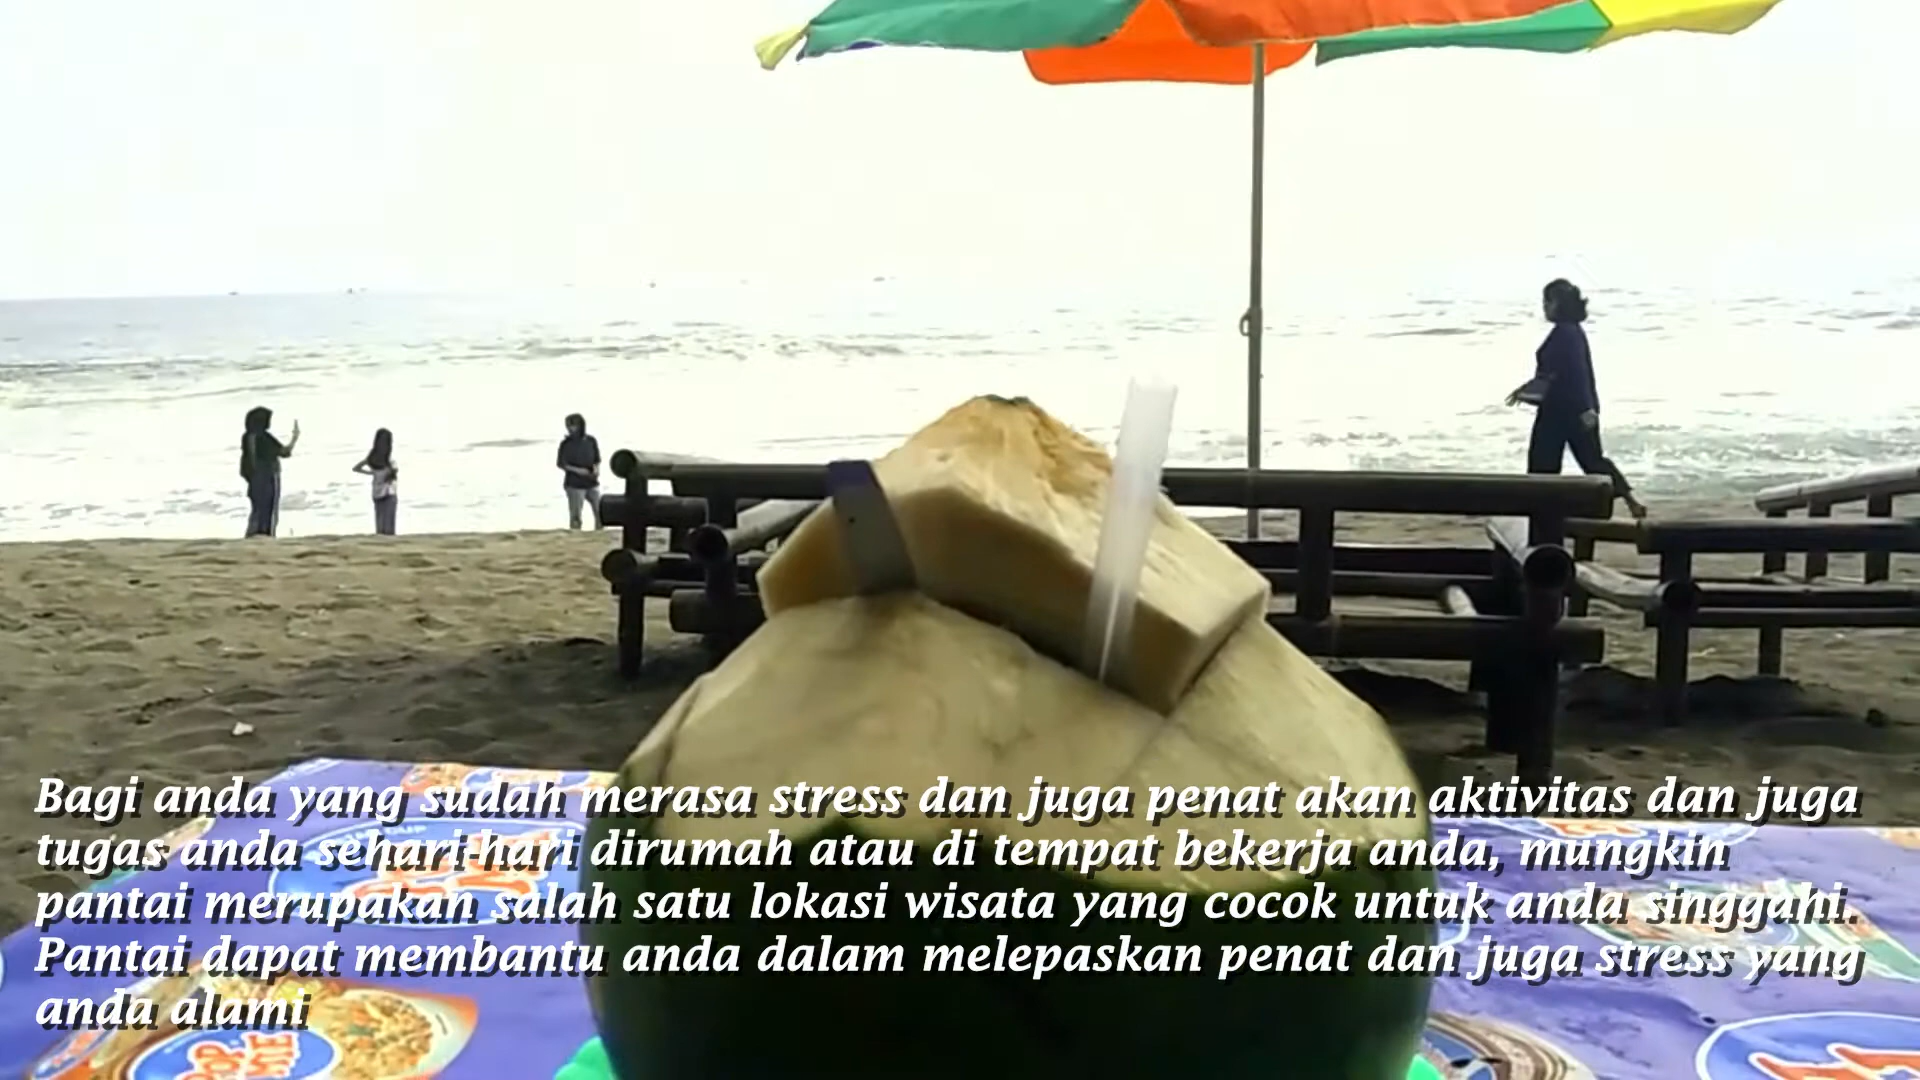 Bagi anda yang sudah merasa stress dan juga penat akan aktivitas dan juga
tugas anda sehari-hari dirumah atau di tempat bekerja anda, mungkin
pantai merupakan salah satu lokasi wisata yang cocok untuk anda singgahi.
Pantai dapat membantu anda dalam melepaskan penat dan juga stress yang
anda alami
POP
MIE